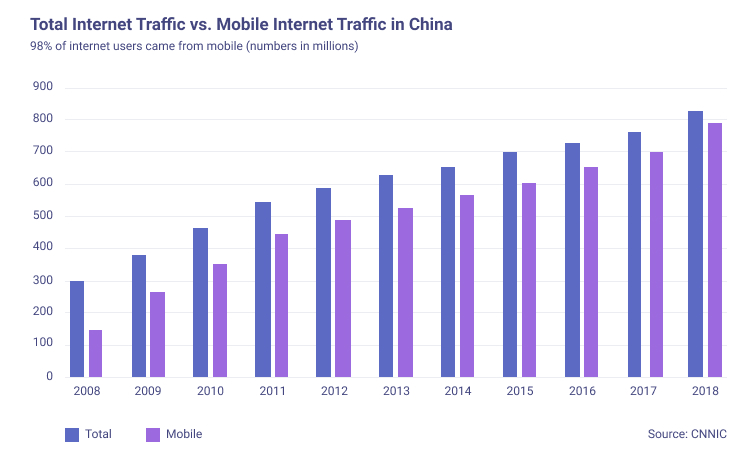 Total Internet Traffic vs. Mobile Internet Traffic in China
98% of internet users came from mobile (numbers in millions)
900
800
700
600
500
400
300
200
100
0
2008 2009 2010 2011 2012 2013 2014 2015 2016 2017 2018
Total Mobile Source: CNNIC